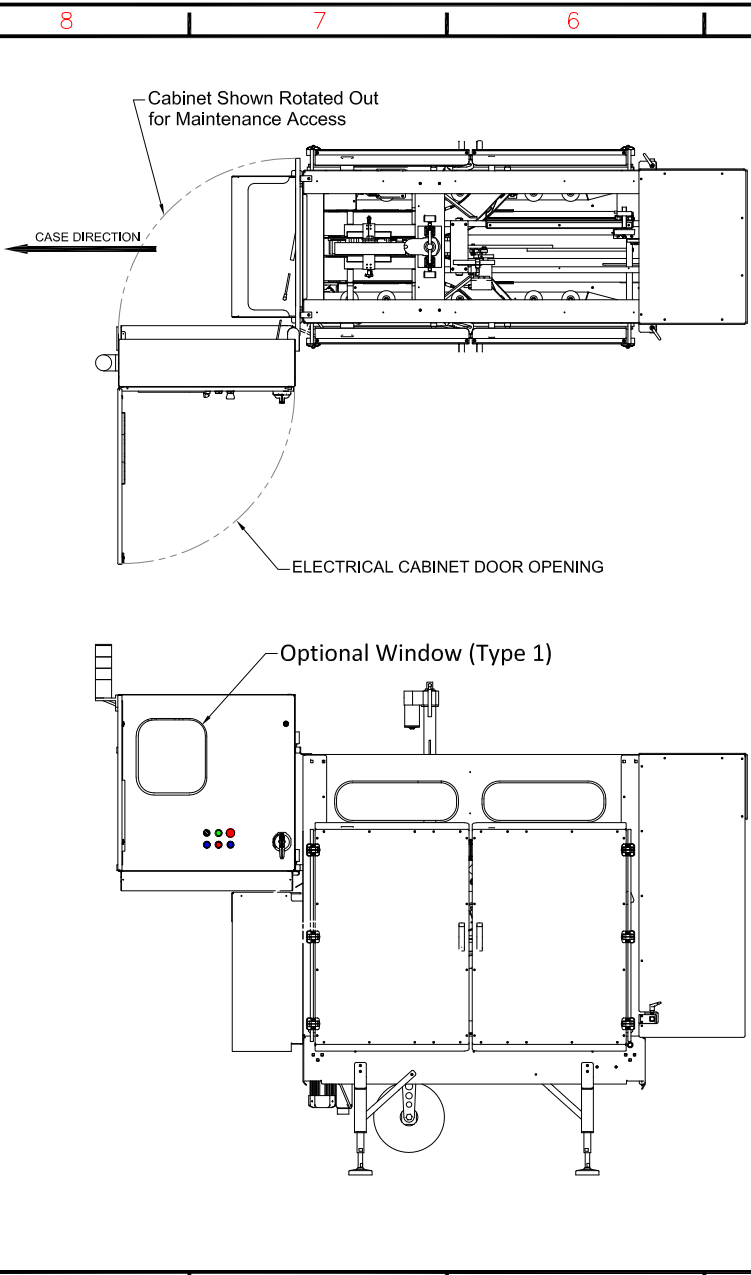 8
7
6
Cabinet Shown Rotated Out
for Maintenance Access
CASE DIRECTION
ELECTRICAL CABINET DOOR OPENING
Optional Window (Type 1)